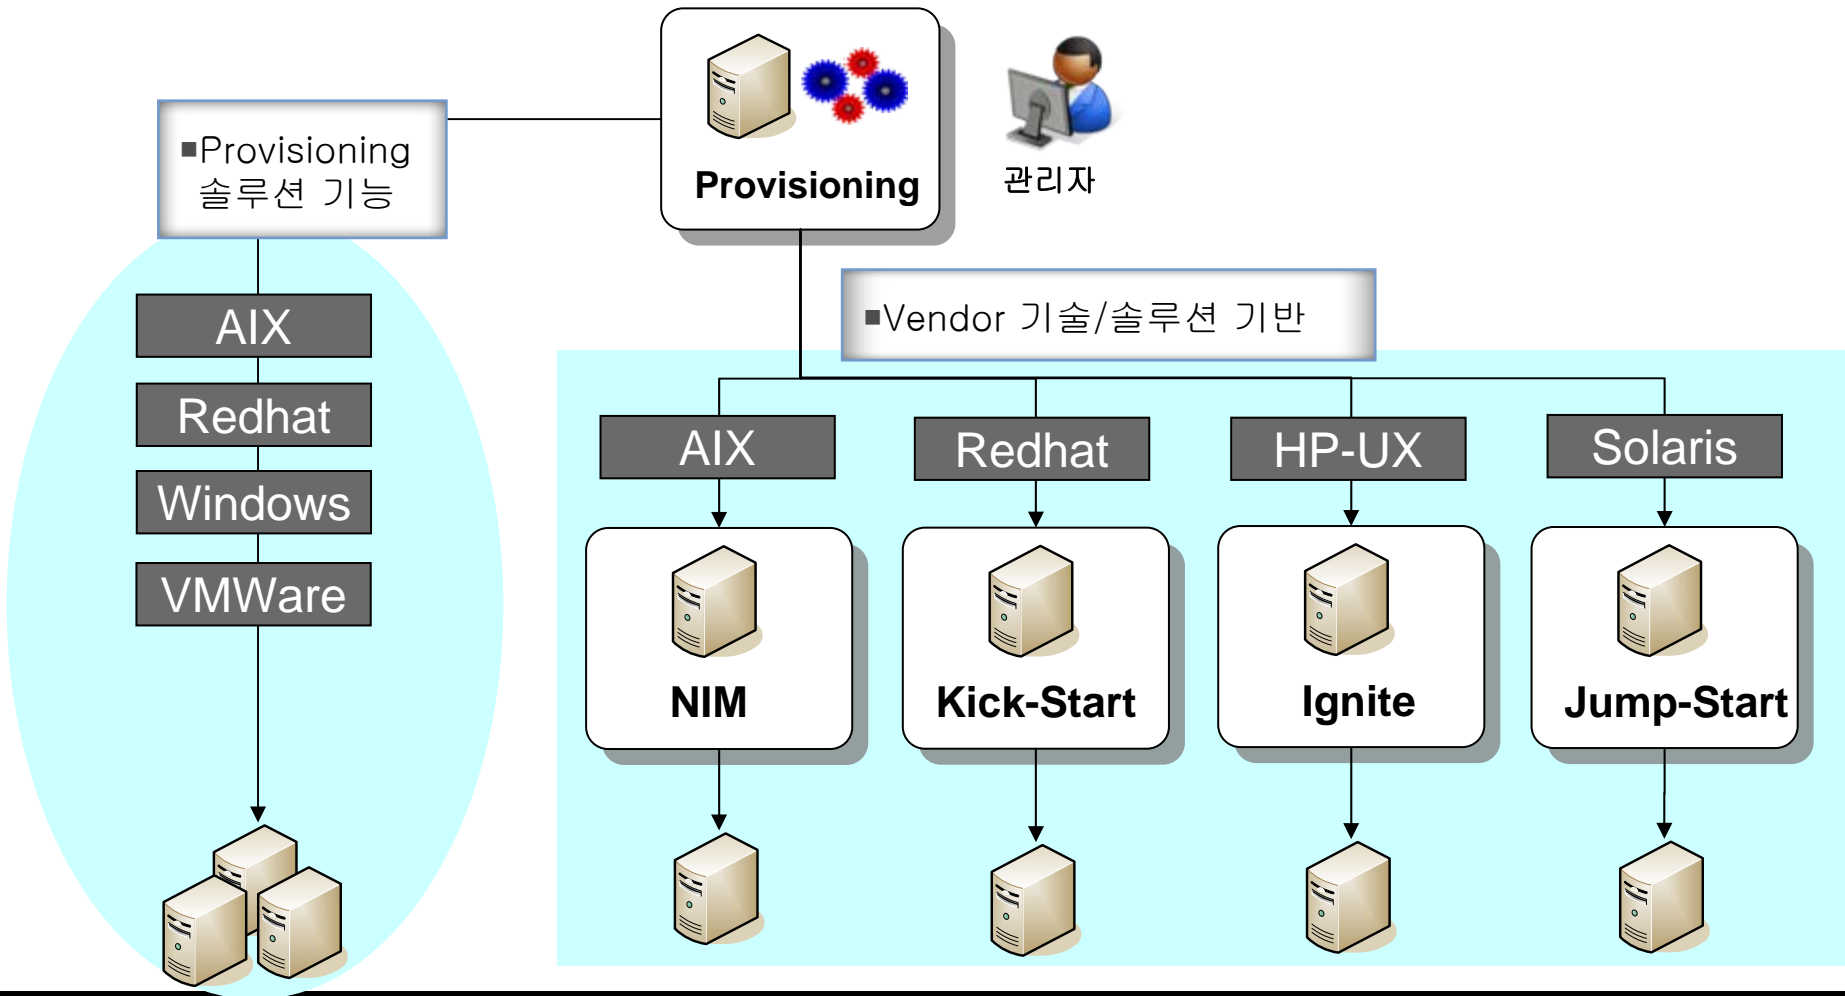 Provisioning
관리자
▪Provisioning
솔루션 기능
▪Vendor 기술/솔루션 기반
AIX
Redhat
Windows
VMWare
AIX
Redhat
HP-UX
Solaris
NIM
Kick-Start
Ignite
Jump-Start